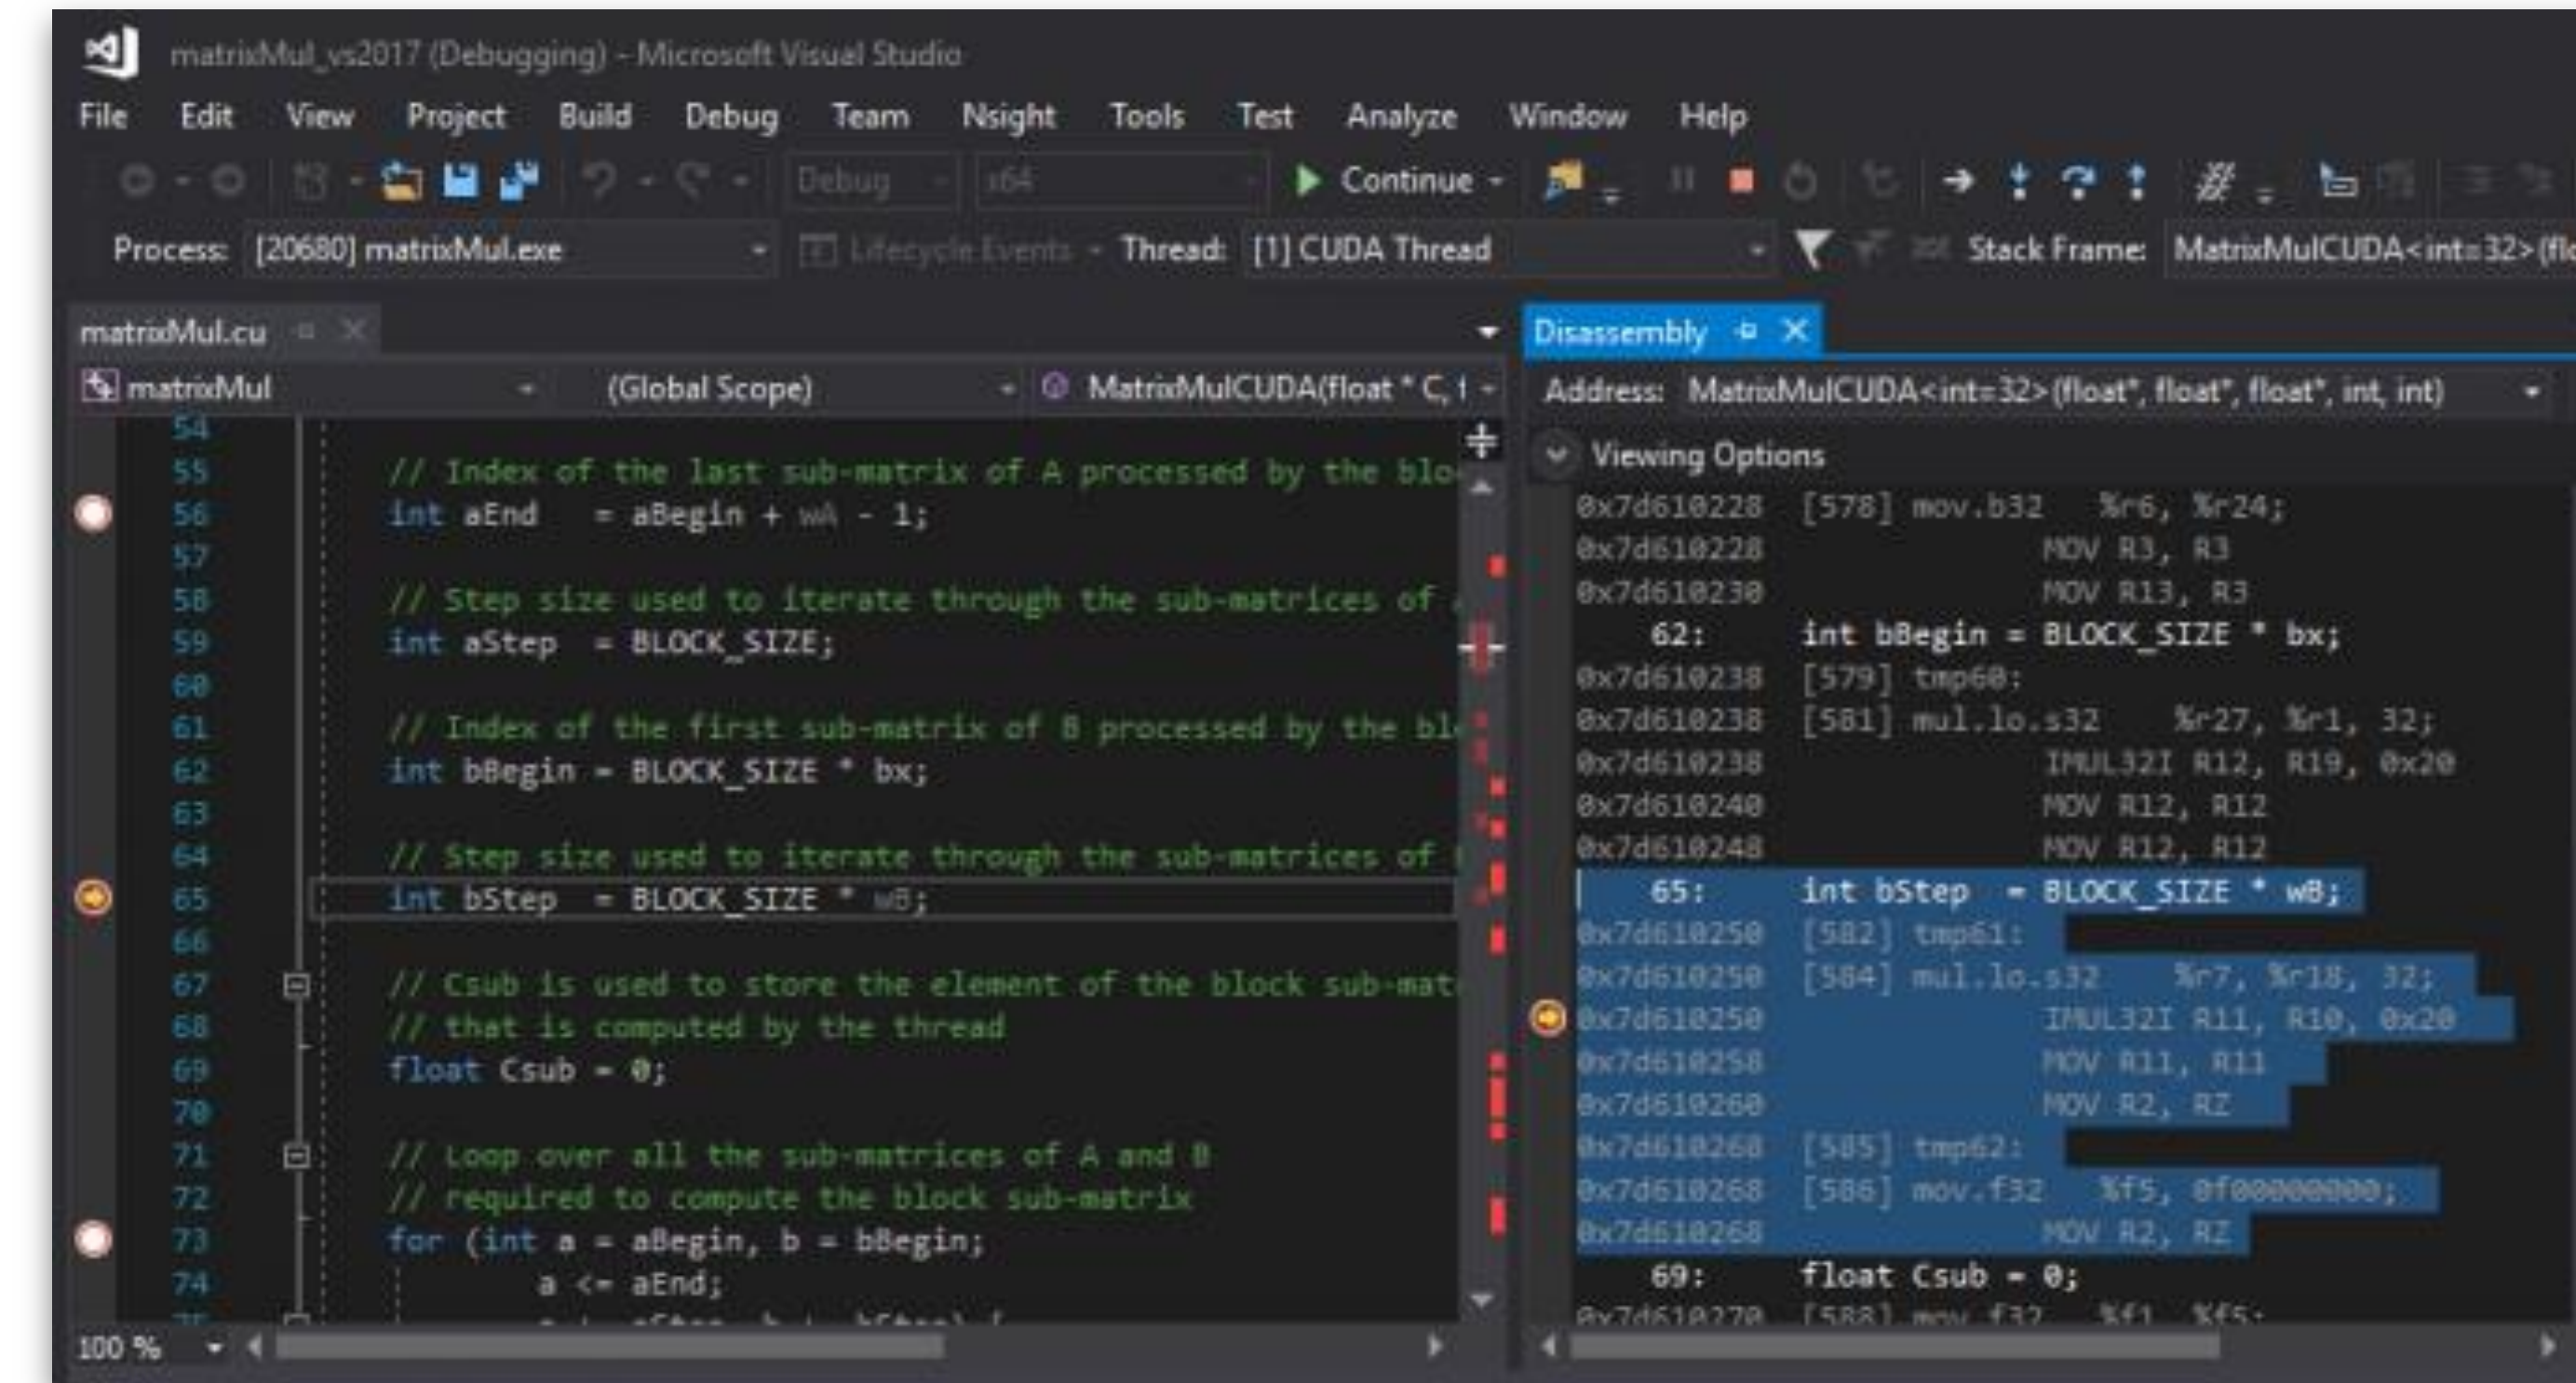 matrixMul_vs2017 (Debugging) - Microsoft Visual Studio
File Edit View Project Build Debug Team Nsight Tools Test Analyze Window Help
Debug x64 Continue
Process: [20680] matrixMul.exe Lifecycle Events Thread: [1] CUDA Thread Stack Frame: MatrixMulCUDA<int=32>(flo
matrixMul.cu
matrixMul (Global Scope) MatrixMulCUDA(float * C, f
54
55 // Index of the last sub-matrix of A processed by the blo
56 int aEnd = aBegin + wA - 1;
57
58 // Step size used to iterate through the sub-matrices of
59 int aStep = BLOCK_SIZE;
60
61 // Index of the first sub-matrix of B processed by the bl
62 int bBegin = BLOCK_SIZE * bx;
63
64 // Step size used to iterate through the sub-matrices of
65 int bStep = BLOCK_SIZE * wB;
66
67 // Csub is used to store the element of the block sub-mat
68 // that is computed by the thread
69 float Csub = 0;
70
71 // Loop over all the sub-matrices of A and B
72 // required to compute the block sub-matrix
73 for (int a = aBegin, b = bBegin;
74 a <= aEnd;
100 %
Disassembly
Address: MatrixMulCUDA<int=32>(float*, float*, float*, int, int)
Viewing Options
0x7d610228 [578] mov.b32 %r6, %r24;
0x7d610228 MOV R3, R3
0x7d610230 MOV R13, R3
62: int bBegin = BLOCK_SIZE * bx;
0x7d610238 [579] tmp60:
0x7d610238 [581] mul.lo.s32 %r27, %r1, 32;
0x7d610238 IMUL32I R12, R19, 0x20
0x7d610240 MOV R12, R12
0x7d610248 MOV R12, R12
65: int bStep = BLOCK_SIZE * wB;
0x7d610250 [582] tmp61:
0x7d610250 [584] mul.lo.s32 %r7, %r18, 32;
0x7d610250 IMUL32I R11, R10, 0x20
0x7d610258 MOV R11, R11
0x7d610260 MOV R2, RZ
0x7d610268 [585] tmp62:
0x7d610268 [586] mov.f32 %f5, 0f00000000;
0x7d610268 MOV R2, RZ
69: float Csub = 0;
0x7d610270 [588] mov f32 %f1 %f5;